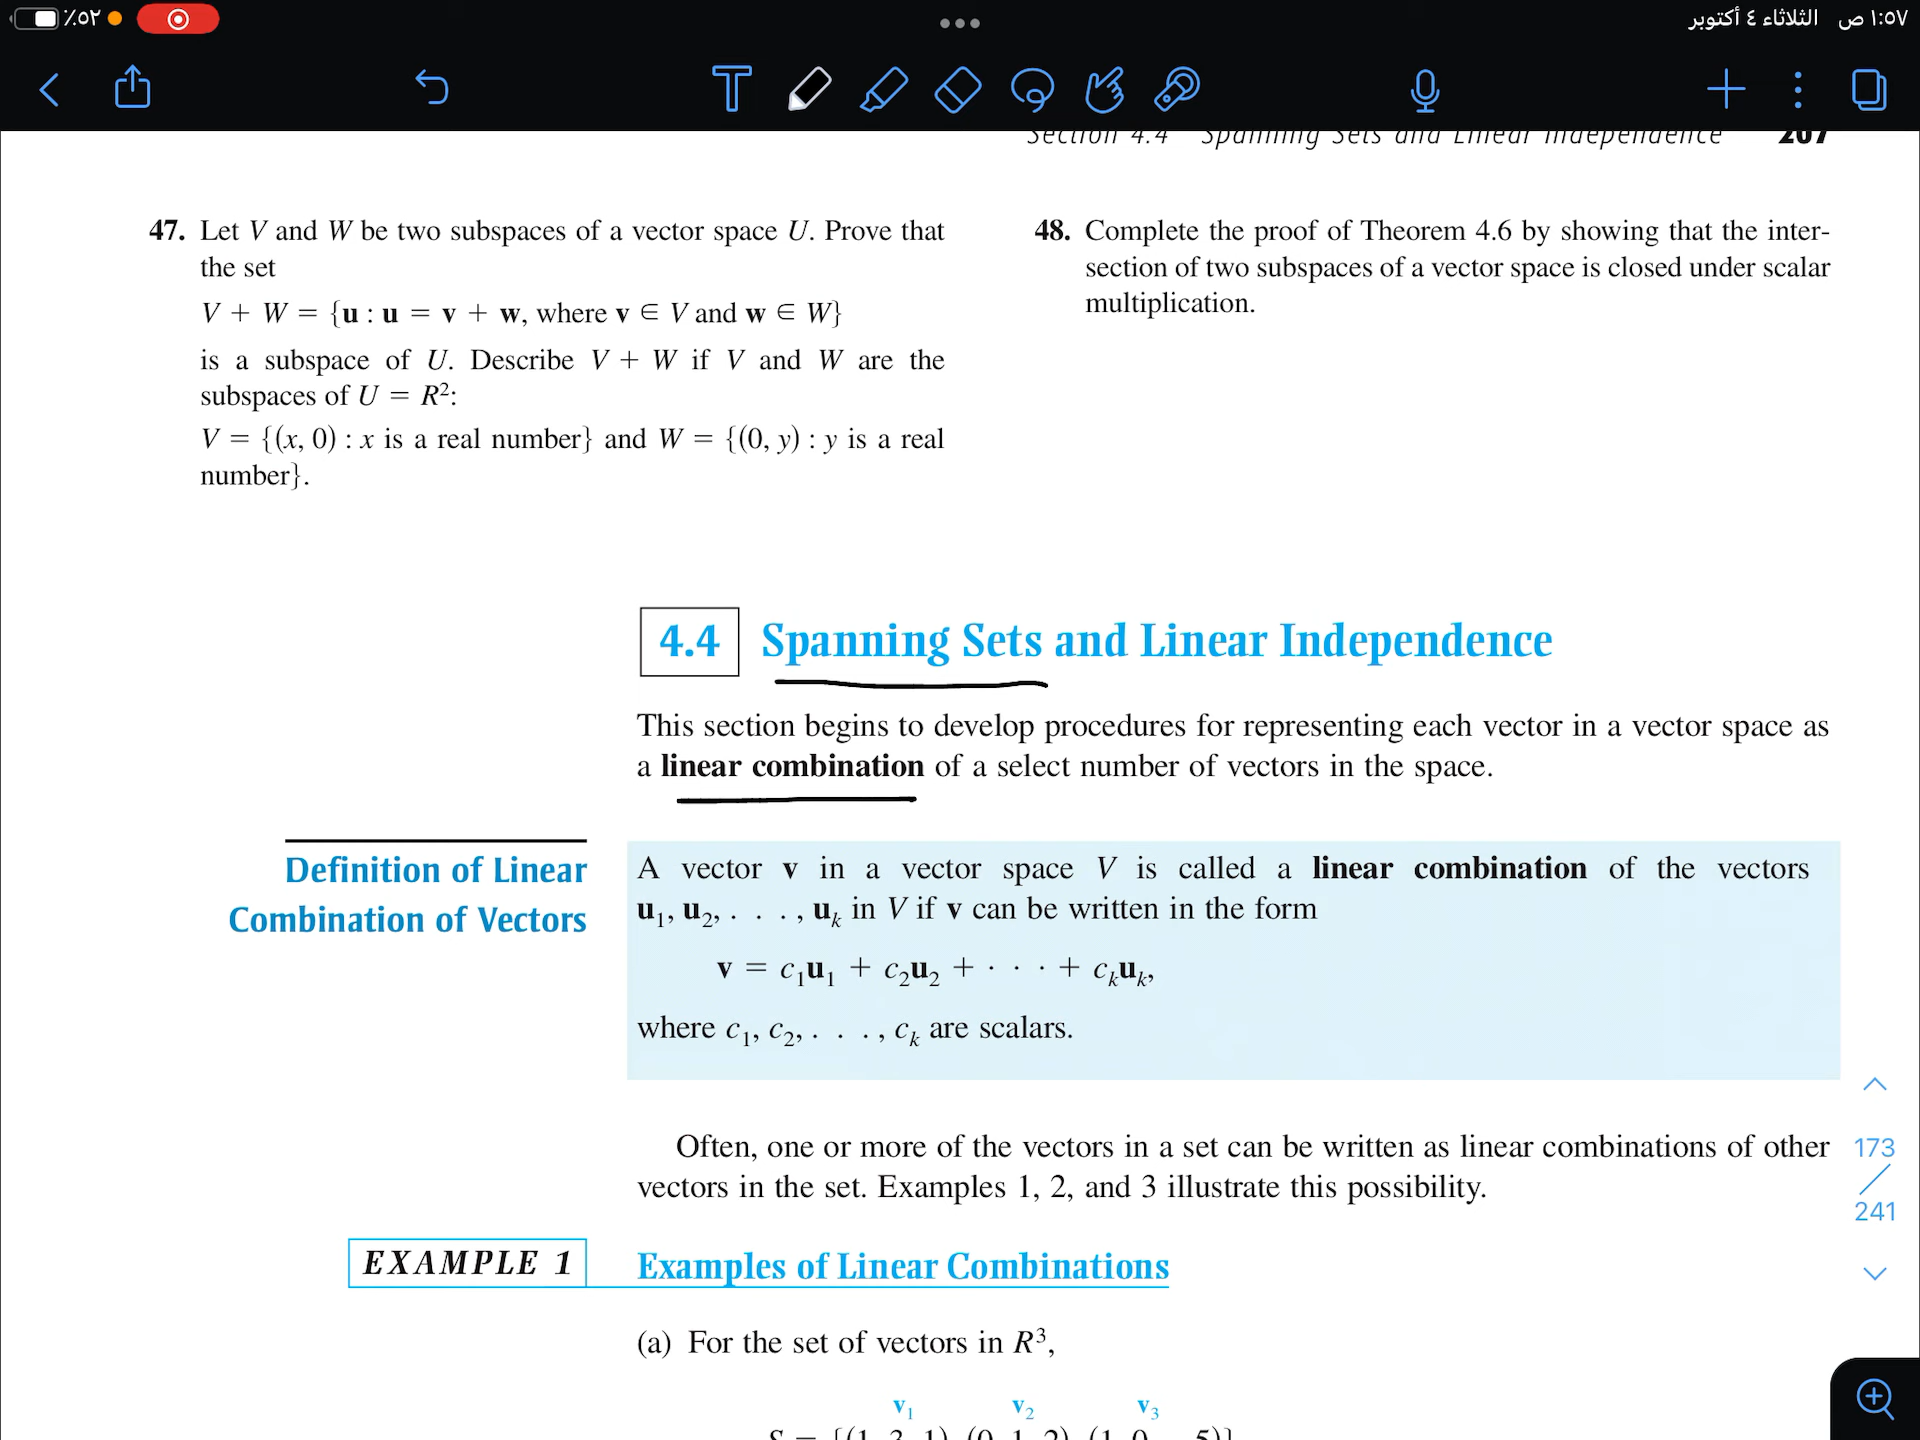 ٪٥٢
١:٥٧ ص الثلاثاء ٤ أكتوبر
Section 4.4 Spanning Sets and Linear Independence 207
47. Let V and W be two subspaces of a vector space U. Prove that
the set
V + W = {u : u = v + w, where v ∈ V and w ∈ W}
is a subspace of U. Describe V + W if V and W are the
subspaces of U = R²:
V = {(x, 0) : x is a real number} and W = {(0, y) : y is a real
number}.
48. Complete the proof of Theorem 4.6 by showing that the inter-
section of two subspaces of a vector space is closed under scalar
multiplication.
4.4 Spanning Sets and Linear Independence
This section begins to develop procedures for representing each vector in a vector space as
a linear combination of a select number of vectors in the space.
Definition of Linear
Combination of Vectors
A vector v in a vector space V is called a linear combination of the vectors
u₁, u₂, . . . , uₖ in V if v can be written in the form
v = c₁u₁ + c₂u₂ + · · · + cₖuₖ,
where c₁, c₂, . . . , cₖ are scalars.
Often, one or more of the vectors in a set can be written as linear combinations of other
vectors in the set. Examples 1, 2, and 3 illustrate this possibility.
173
241
EXAMPLE 1 Examples of Linear Combinations
(a) For the set of vectors in R³,
v₁ v₂ v₃